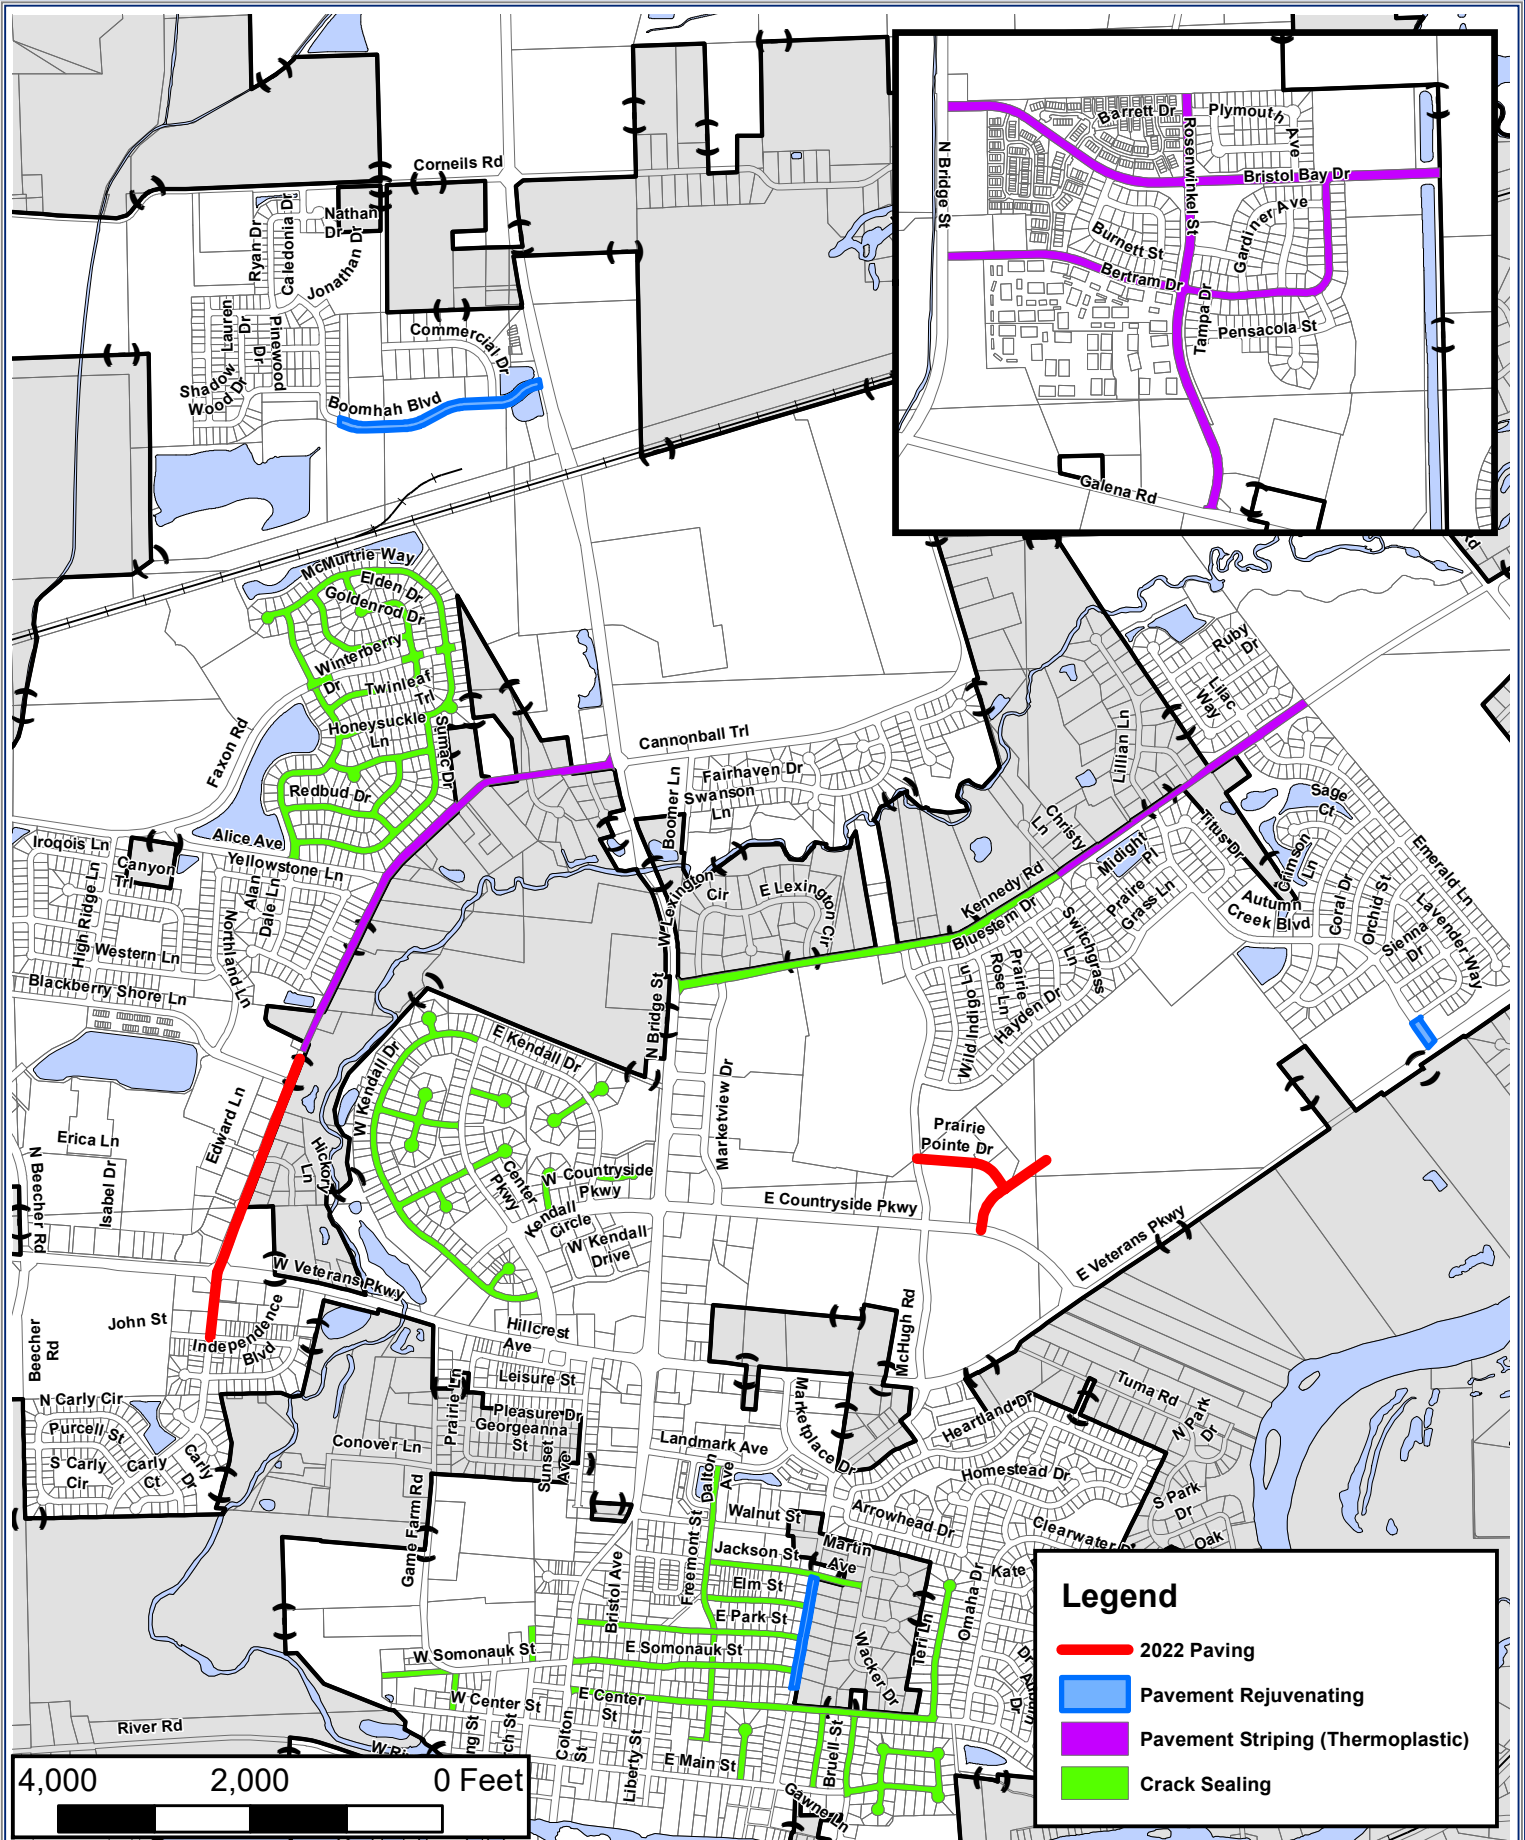 Corneils Rd
Nathan
Dr
Ryan Dr
Caledonia Dr
Jonathan Dr
Lauren
Dr
Pinewood
Dr
Shadow
Wood Dr
Commercial Dr
Boomhah Blvd
N Bridge St
Barrett Dr
Rosenwinkel St
Plymouth
Ave
Bristol Bay Dr
Gardiner Ave
Burnett St
Bertram Dr
Tampa Dr
Pensacola St
Galena Rd
Rd
McMurtrie Way
Elden Dr
Goldenrod Dr
Winterberry
Dr
Twinleaf
Trl
Honeysuckle
Ln
Sumac Dr
Redbud Dr
Faxon Rd
Alice Ave
Yellowstone Ln
Iroqois Ln
Canyon
Trl
High Ridge Ln
Alan
Dale Ln
Northland Ln
Western Ln
Blackberry Shore Ln
Cannonball Trl
Boomer Ln
Fairhaven Dr
Swanson
Ln
W Lexington
Cir
E Lexington Cir
Ruby
Dr
Lilac
Way
Lillian Ln
Christy
Ln
Titus Dr
Midight
Pl
Kennedy Rd
Bluestem Dr
Praire
Grass Ln
Switchgrass
Ln
Prairie
Rose Ln
Wild Indigo Ln
Hayden Dr
Sage
Ct
Crimson
Ln
Autumn
Creek Blvd
Coral Dr
Orchid St
Emerald Ln
Lavender Way
Sienna
Dr
N Bridge St
E Kendall Dr
W Kendall Dr
Marketview Dr
Center
Pkwy
W Countryside
Pkwy
Kendall
Circle
W Kendall
Drive
Prairie
Pointe Dr
E Countryside Pkwy
E Veterans Pkwy
Edward Ln
Erica Ln
Isabel Dr
N Beecher Rd
Hickory
Ln
W Veterans Pkwy
John St
Beecher
Rd
Independence
Blvd
Hillcrest
Ave
Leisure St
Pleasure Dr
Georgeanna
St
Prairie Ln
Sunset
Ave
Conover Ln
Game Farm Rd
N Carly Cir
Purcell St
S Carly
Cir
Carly
Ct
Carly
Dr
McHugh Rd
Landmark Ave
Marketplace Dr
Heartland Dr
Tuma Rd
N Park
Dr
Homestead Dr
S Park
Dr
Oak
Arrowhead Dr
Clearwater D
Kate
Dalton
Ave
Walnut St
Freemont St
Jackson St
Martin
Ave
Elm St
E Park St
Bristol Ave
E Somonauk St
W Somonauk St
Wacker Dr
Teri Ln
Omaha Dr
Dr
Dr
E Center
St
W Center St
Colton
St
Liberty St
E Main St
Bruell St
Gawne Ln
River Rd
4,000 2,000 0 Feet
Legend
2022 Paving
Pavement Rejuvenating
Pavement Striping (Thermoplastic)
Crack Sealing